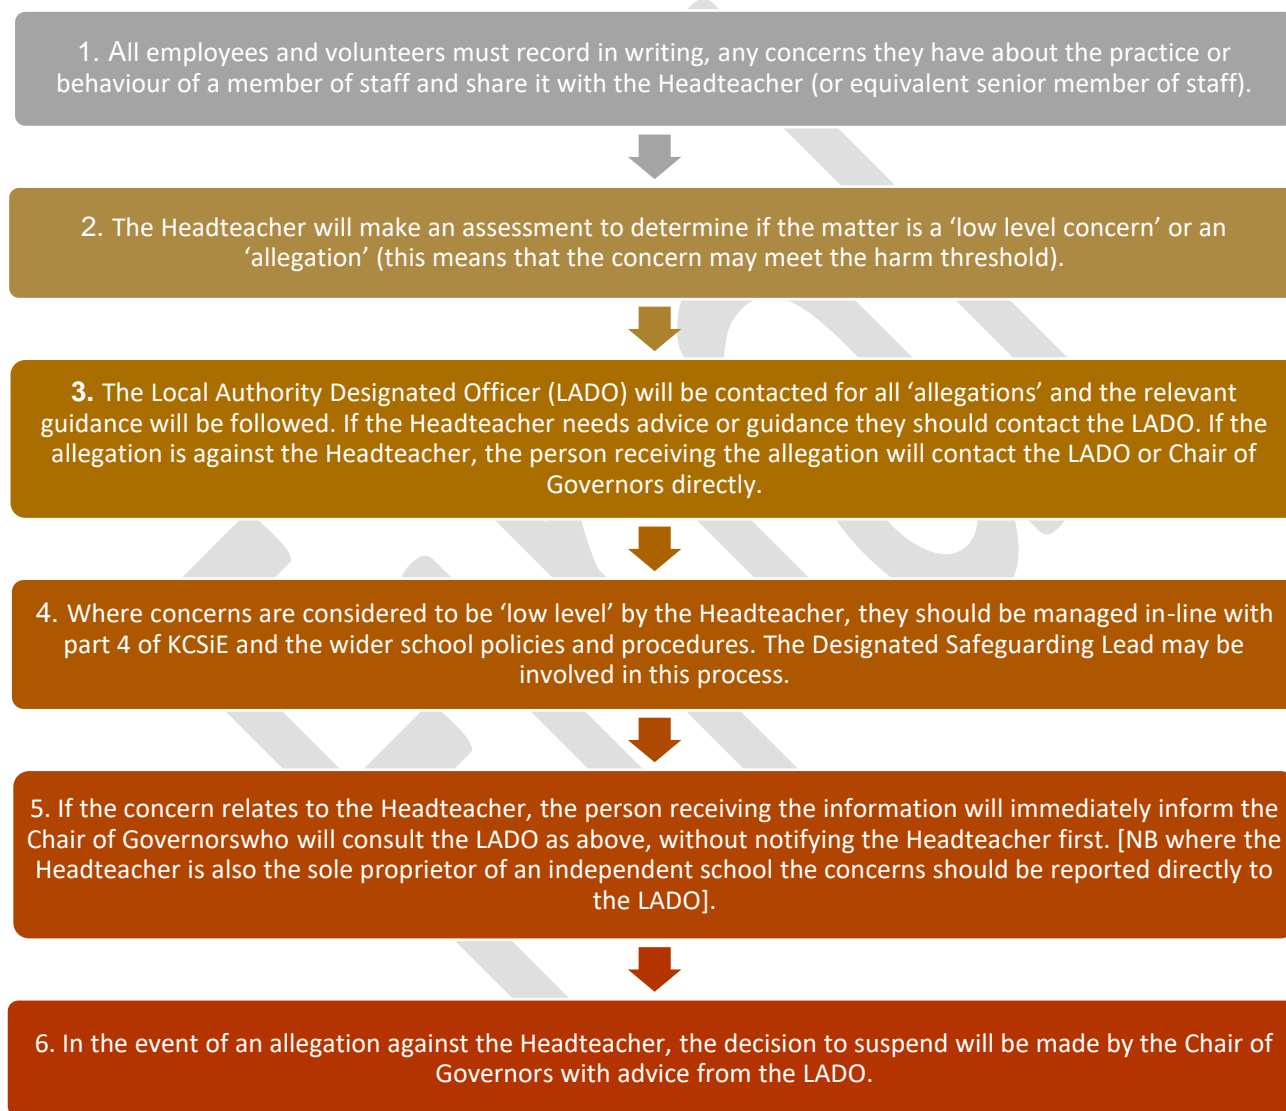 1. All employees and volunteers must record in writing, any concerns they have about the practice or
behaviour of a member of staff and share it with the Headteacher (or equivalent senior member of staff).
2. The Headteacher will make an assessment to determine if the matter is a ‘low level concern’ or an
‘allegation’ (this means that the concern may meet the harm threshold).
3. The Local Authority Designated Officer (LADO) will be contacted for all ‘allegations’ and the relevant
guidance will be followed. If the Headteacher needs advice or guidance they should contact the LADO. If the
allegation is against the Headteacher, the person receiving the allegation will contact the LADO or Chair of
Governors directly.
4. Where concerns are considered to be ‘low level’ by the Headteacher, they should be managed in-line with
part 4 of KCSiE and the wider school policies and procedures. The Designated Safeguarding Lead may be
involved in this process.
5. If the concern relates to the Headteacher, the person receiving the information will immediately inform the
Chair of Governorswho will consult the LADO as above, without notifying the Headteacher first. [NB where the
Headteacher is also the sole proprietor of an independent school the concerns should be reported directly to
the LADO].
6. In the event of an allegation against the Headteacher, the decision to suspend will be made by the Chair of
Governors with advice from the LADO.